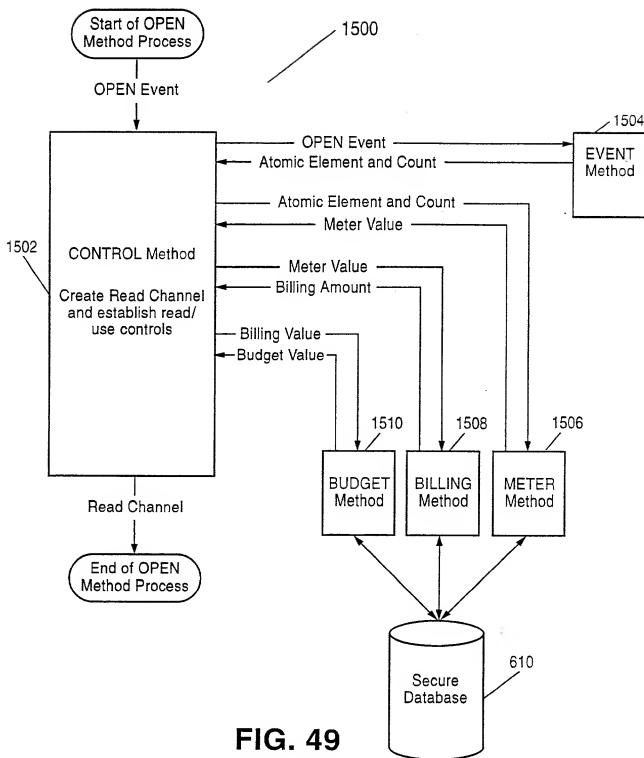 Start of OPEN
Method Process
1500
OPEN Event
1504
OPEN Event
Atomic Element and Count
EVENT
Method
Atomic Element and Count
Meter Value
1502
CONTROL Method
Create Read Channel
and establish read/
use controls
Meter Value
Billing Amount
Billing Value
Budget Value
1510
1508
1506
BUDGET
Method
BILLING
Method
METER
Method
Read Channel
End of OPEN
Method Process
Secure
Database
610
FIG. 49